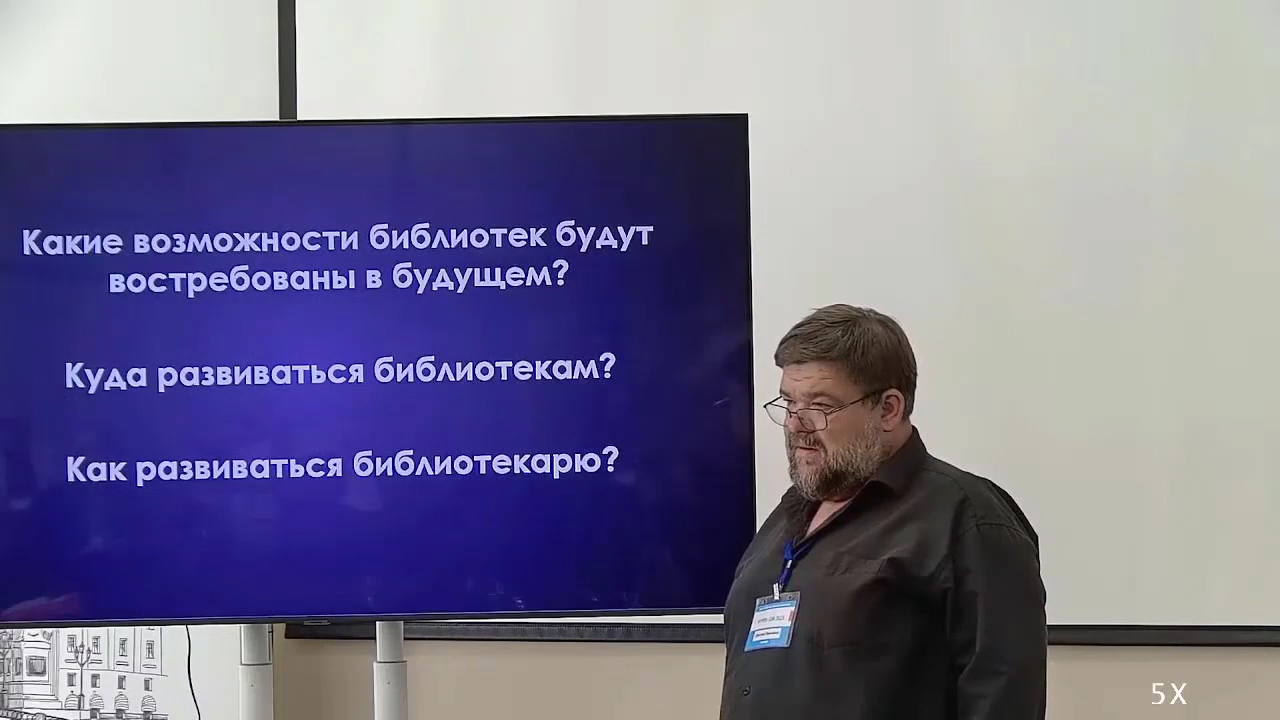 Какие возможности библиотек будут
востребованы в будущем?
Куда развиваться библиотекам?
Как развиваться библиотекарю?
5X